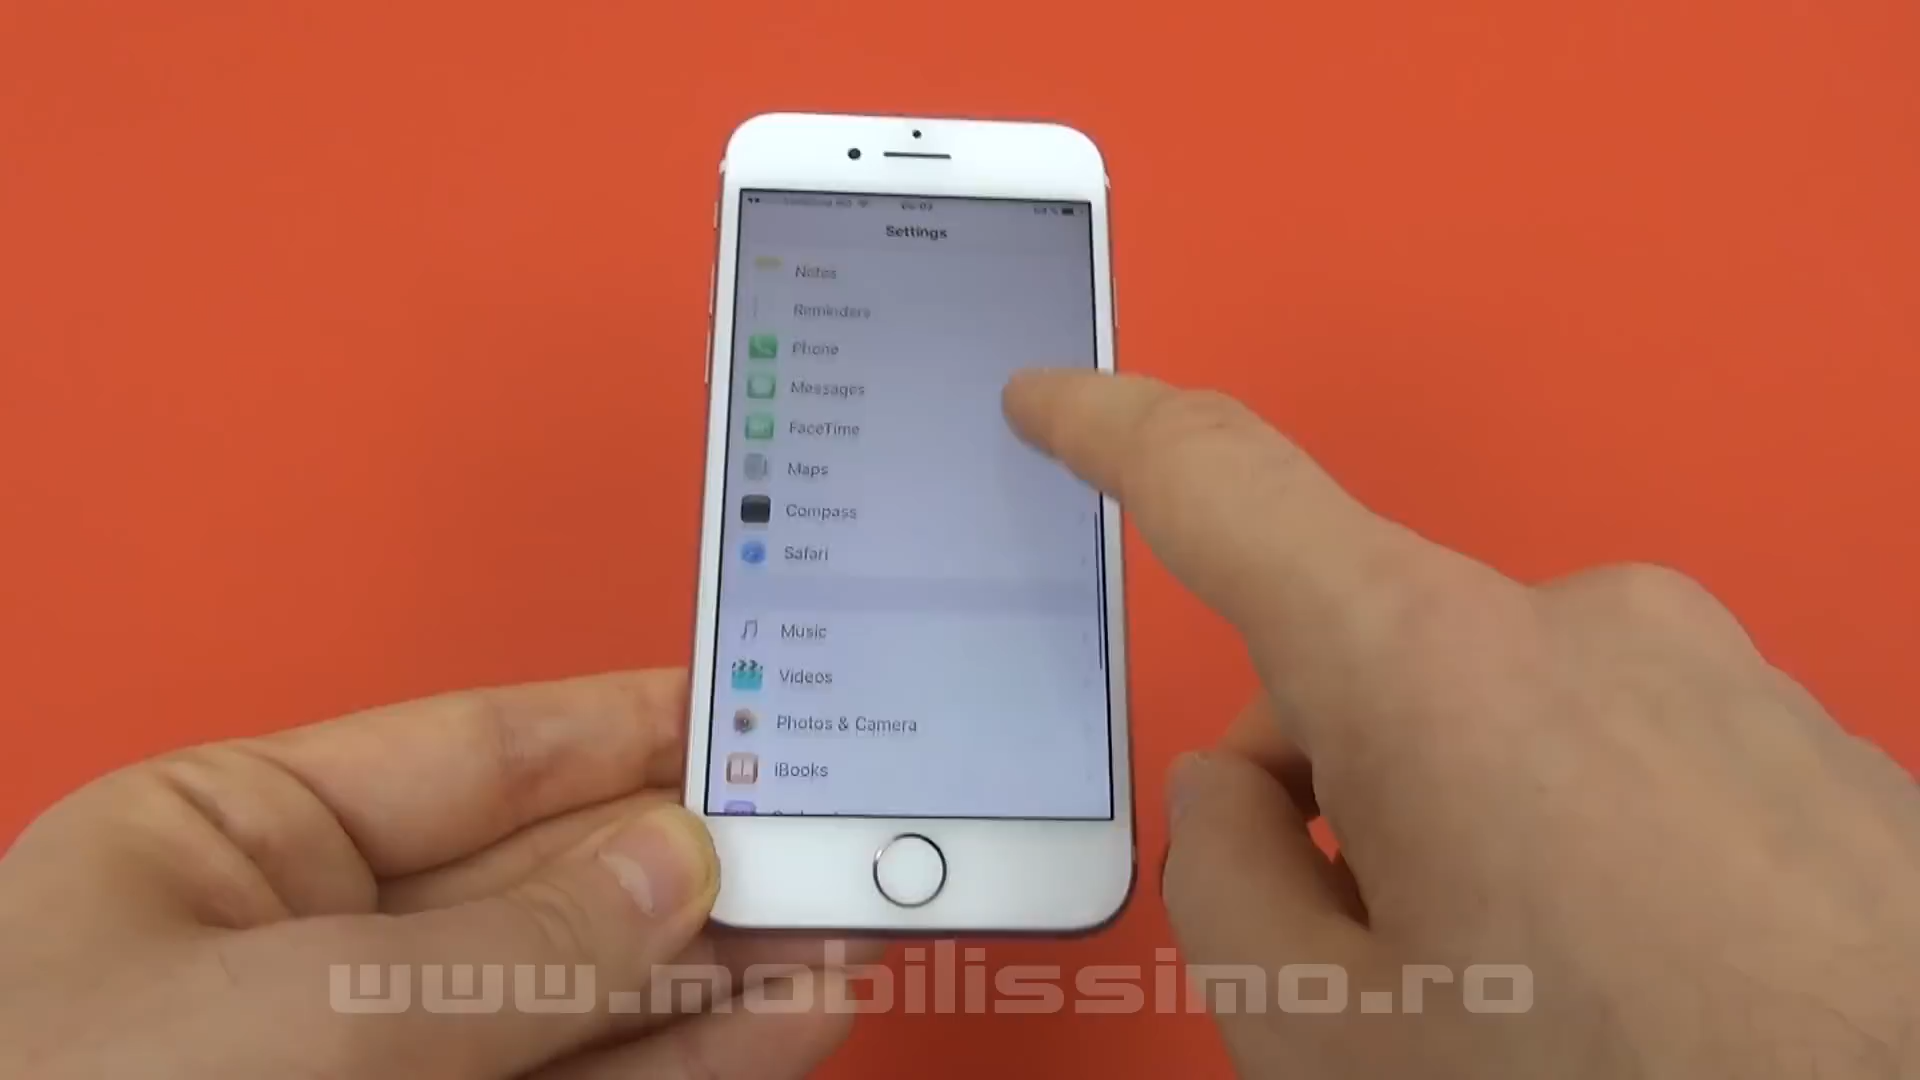 Settings
Notes
Reminders
Phone
Messages
FaceTime
Maps
Compass
Safari
Music
Videos
Photos & Camera
iBooks
www.mobilissimo.ro